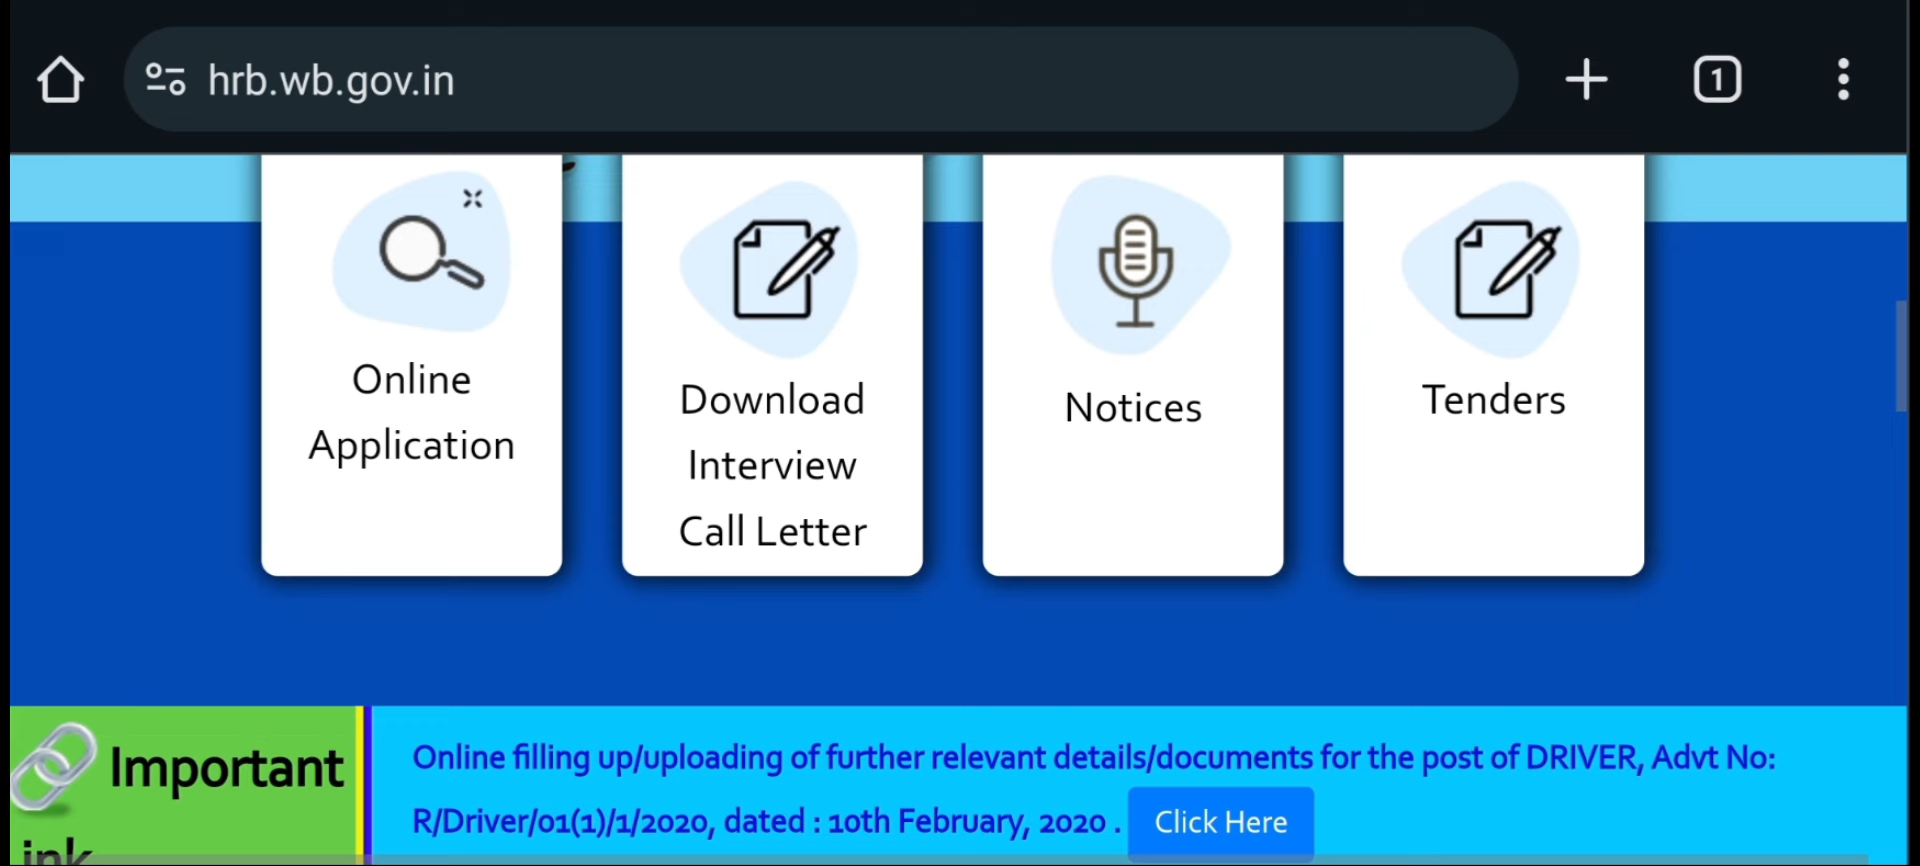 hrb.wb.gov.in
1
Online
Application
Download
Interview
Call Letter
Notices
Tenders
Important
Online filling up/uploading of further relevant details/documents for the post of DRIVER, Advt No:
R/Driver/01(1)/1/2020, dated : 10th February, 2020 . Click Here